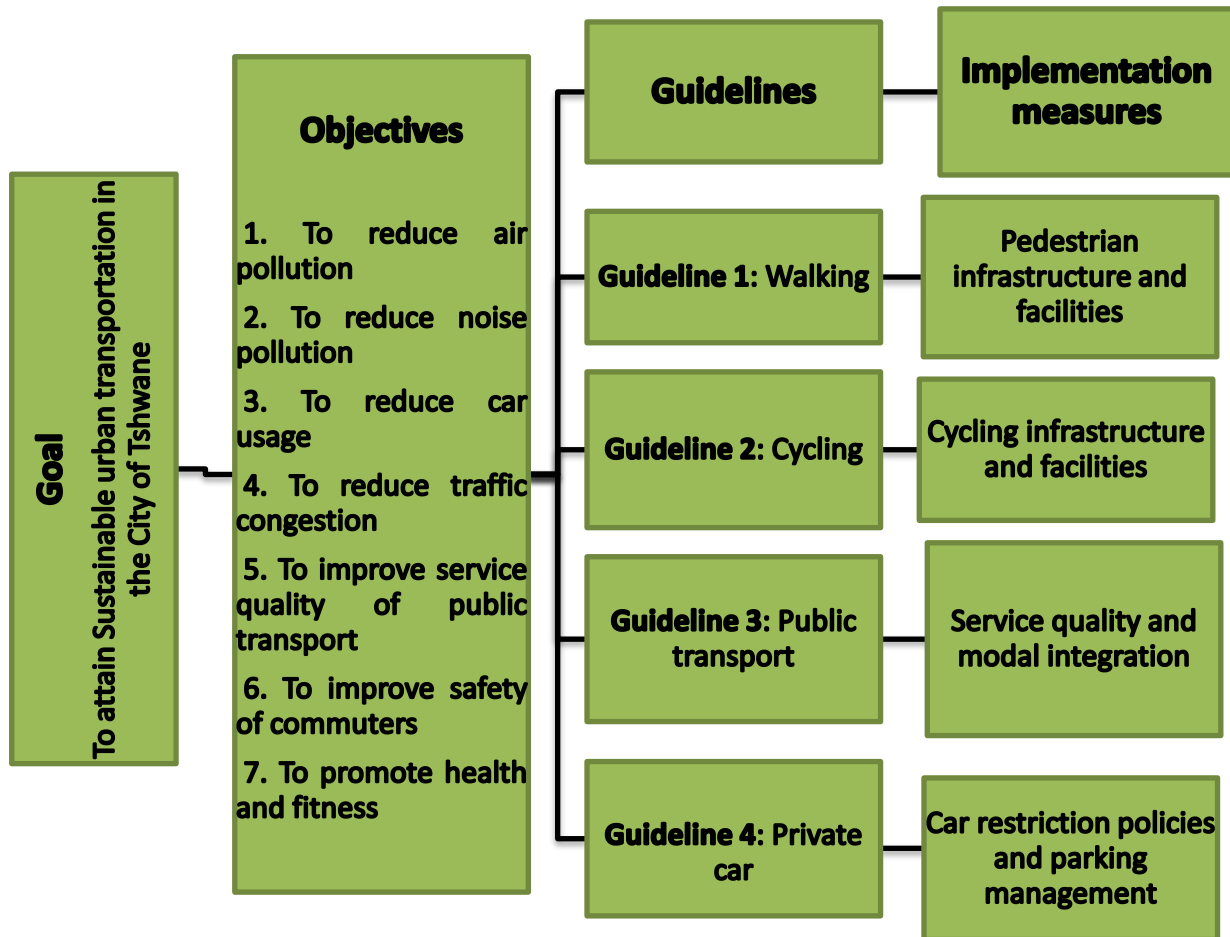 Goal
To attain Sustainable urban transportation in
the City of Tshwane
Objectives
1. To reduce air
pollution
2. To reduce noise
pollution
3. To reduce car
usage
4. To reduce traffic
congestion
5. To improve service
quality of public
transport
6. To improve safety
of commuters
7. To promote health
and fitness
Guidelines
Implementation
measures
Guideline 1: Walking
Pedestrian
infrastructure and
facilities
Guideline 2: Cycling
Cycling infrastructure
and facilities
Guideline 3: Public
transport
Service quality and
modal integration
Guideline 4: Private
car
Car restriction policies
and parking
management